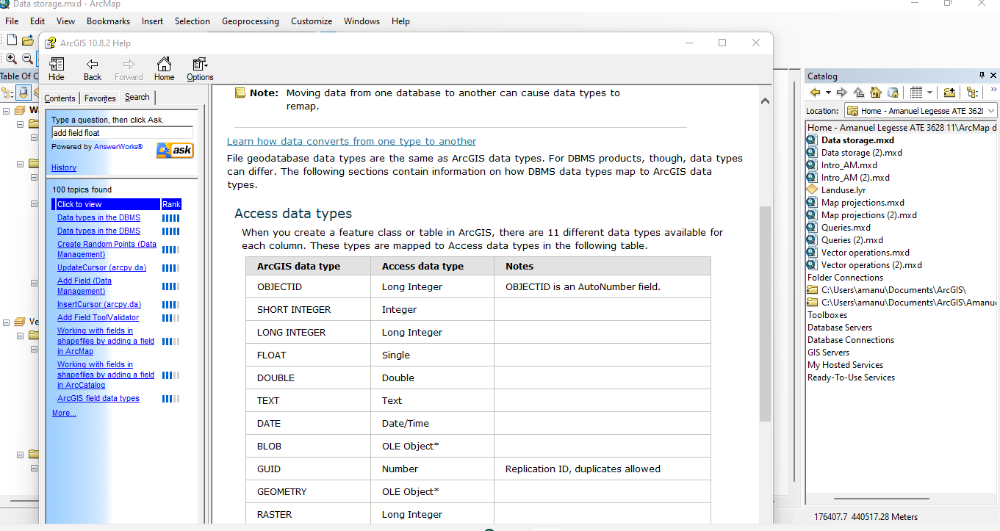 Data storage.mxd - ArcMap
File Edit View Bookmarks Insert Selection Geoprocessing Customize Windows Help
ArcGIS 10.8.2 Help
Hide Back Forward Home Options
Table Of C
Contents Favorites Search
Type a question, then click Ask.
add field float
Powered by AnswerWorks®
ask
History
100 topics found
Click to view Rank
Data types in the DBMS
Data types in the DBMS
Create Random Points (Data
Management)
UpdateCursor (arcpy.da)
Add Field (Data
Management)
InsertCursor (arcpy.da)
Add Field ToolValidator
Working with fields in
shapefiles by adding a field
in ArcMap
Working with fields in
shapefiles by adding a field
in ArcCatalog
ArcGIS field data types
More...
W
Ve
Note: Moving data from one database to another can cause data types to
remap.
Learn how data converts from one type to another
File geodatabase data types are the same as ArcGIS data types. For DBMS products, though, data types
can differ. The following sections contain information on how DBMS data types map to ArcGIS data
types.
Access data types
When you create a feature class or table in ArcGIS, there are 11 different data types available for
each column. These types are mapped to Access data types in the following table.
ArcGIS data type Access data type Notes
OBJECTID Long Integer OBJECTID is an AutoNumber field.
SHORT INTEGER Integer
LONG INTEGER Long Integer
FLOAT Single
DOUBLE Double
TEXT Text
DATE Date/Time
BLOB OLE Object*
GUID Number Replication ID, duplicates allowed
GEOMETRY OLE Object*
RASTER Long Integer
Catalog
Location: Home - Amanuel Legesse ATE 3628
Home - Amanuel Legesse ATE 3628 11\ArcMap d
Data storage.mxd
Data storage (2).mxd
Intro_AM.mxd
Intro_AM (2).mxd
Landuse.lyr
Map projections.mxd
Map projections (2).mxd
Queries.mxd
Queries (2).mxd
Vector operations.mxd
Vector operations (2).mxd
Folder Connections
C:\Users\amanu\Documents\ArcGIS\
C:\Users\amanu\Documents\ArcGIS\Amanue
Toolboxes
Database Servers
Database Connections
GIS Servers
My Hosted Services
Ready-To-Use Services
176407.7 440517.28 Meters